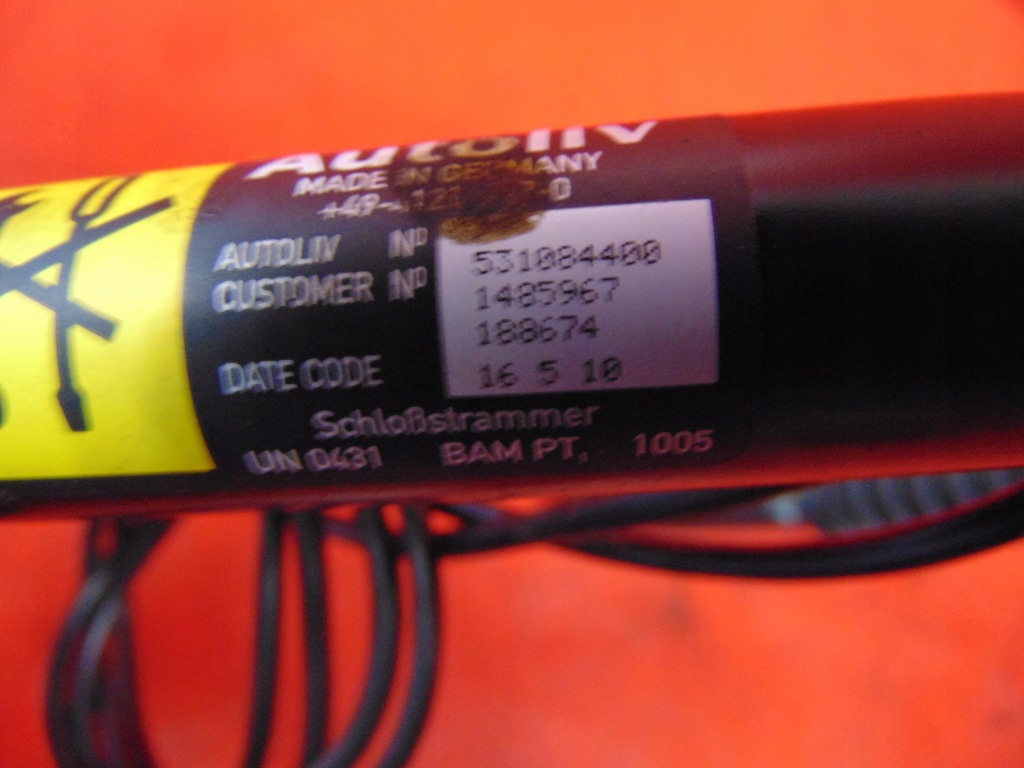 Autoliv
MADE IN GERMANY
AUTOLIV Nº 531084400
CUSTOMER Nº 1485967
188674
DATE CODE 16 5 10
Schloßstrammer
UN 0431 BAM PT, 1005